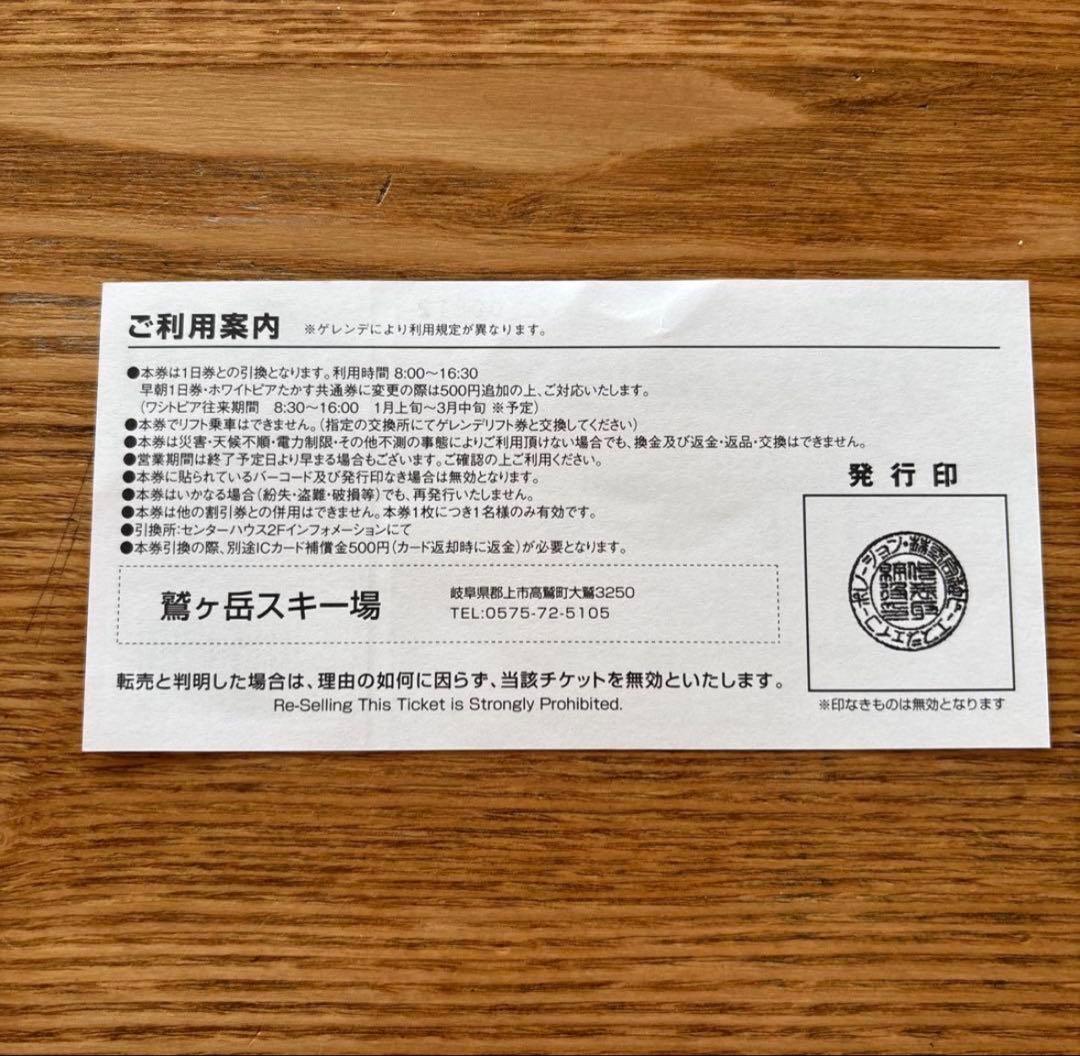 ご利用案内 ※ゲレンデにより利用規定が異なります。
●本券は1日券との引換となります。利用時間 8:00〜16:30
早朝1日券・ホワイトピアたかす共通券に変更の際は500円追加の上、ご対応いたします。
(ワシトピア往来期間 8:30〜16:00 1月上旬〜3月中旬 ※予定)
●本券でリフト乗車はできません。(指定の交換所にてゲレンデリフト券と交換してください)
●本券は災害・天候不順・電力制限・その他不測の事態によりご利用頂けない場合でも、換金及び返金・返品・交換はできません。
●営業期間は終了予定日より早まる場合もございます。ご確認の上ご利用ください。
●本券に貼られているバーコード及び発行印なき場合は無効となります。
●本券はいかなる場合(紛失・盗難・破損等)でも、再発行いたしません。
●本券は他の割引券との併用はできません。本券1枚につき1名様のみ有効です。
●引換所:センターハウス2Fインフォメーションにて
●本券引換の際、別途ICカード補償金500円(カード返却時に返金)が必要となります。
発行印
鷲ヶ岳スキー場
岐阜県郡上市高鷲町大鷲3250
TEL:0575-72-5105
転売と判明した場合は、理由の如何に因らず、当該チケットを無効といたします。
Re-Selling This Ticket is Strongly Prohibited.
※印なきものは無効となります